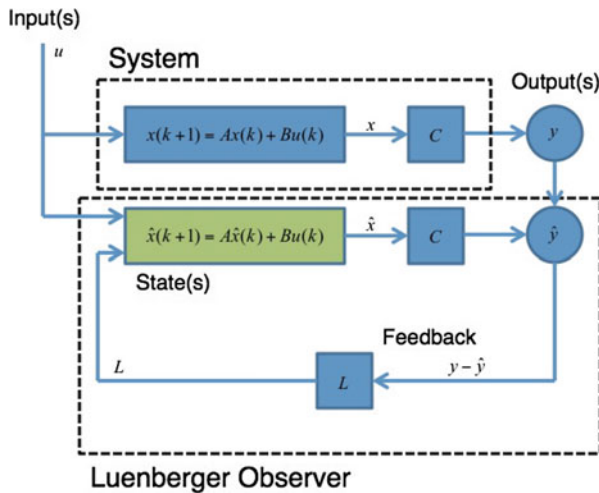 Input(s)
u
System
Output(s)
x(k+1) = Ax(k) + Bu(k)
x
C
y
x̂(k+1) = Ax̂(k) + Bu(k)
x̂
C
ŷ
State(s)
Feedback
L
L
y − ŷ
Luenberger Observer